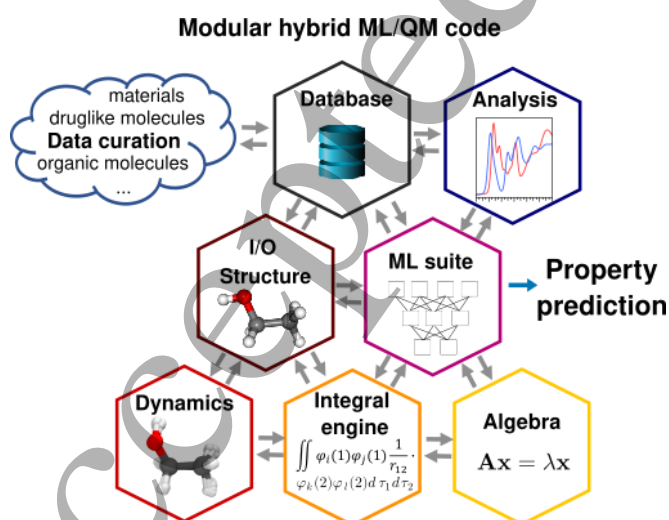 Modular hybrid ML/QM code
materials
druglike molecules
Data curation
organic molecules
...
Database
Analysis
I/O
Structure
ML suite
Property
prediction
Dynamics
Integral
engine
∬ φᵢ(1)φⱼ(1) 1/r₁₂ ·
φₖ(2)φₗ(2)d τ₁dτ₂
Algebra
Ax = λx